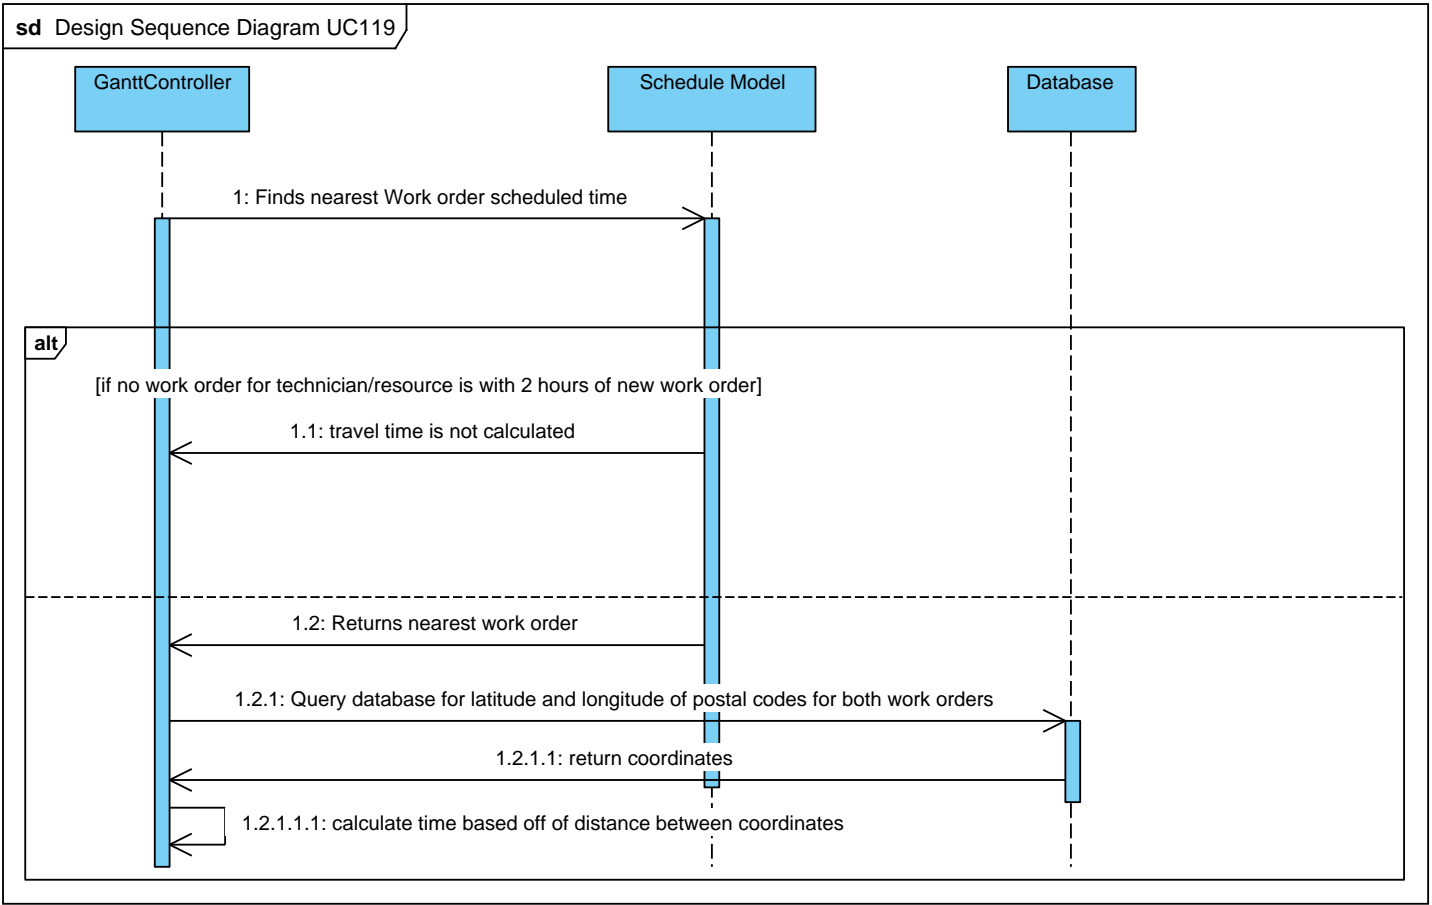 sd Design Sequence Diagram UC119
GanttController
Schedule Model
Database
1: Finds nearest Work order scheduled time
alt
[if no work order for technician/resource is with 2 hours of new work order]
1.1: travel time is not calculated
1.2: Returns nearest work order
1.2.1: Query database for latitude and longitude of postal codes for both work orders
1.2.1.1: return coordinates
1.2.1.1.1: calculate time based off of distance between coordinates